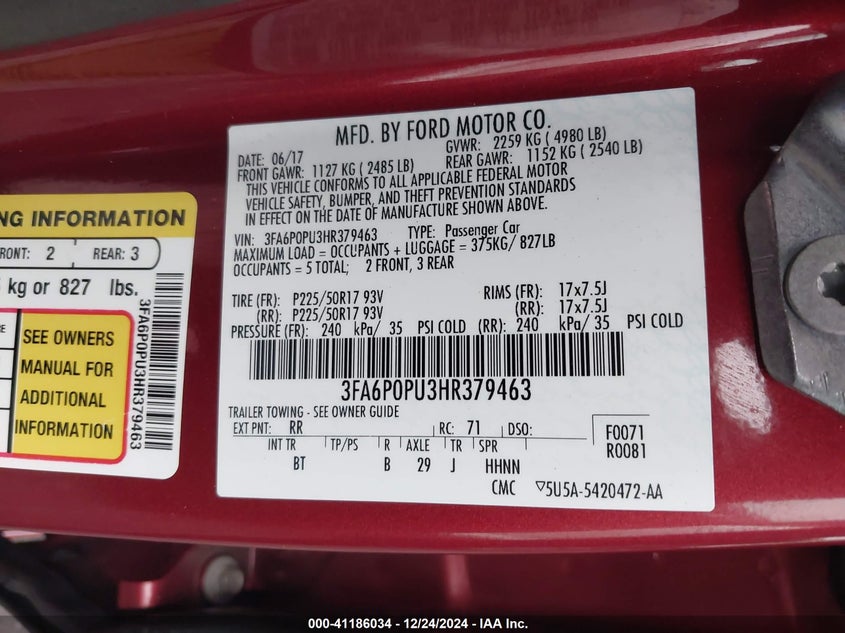 NG INFORMATION
RONT: 2 REAR: 3
kg or 827 lbs.
SEE OWNERS
MANUAL FOR
ADDITIONAL
INFORMATION
3FA6P0PU3HR379463
MFD. BY FORD MOTOR CO.
DATE: 06/17 GVWR: 2259 KG ( 4980 LB)
FRONT GAWR: 1127 KG ( 2485 LB) REAR GAWR: 1152 KG ( 2540 LB)
THIS VEHICLE CONFORMS TO ALL APPLICABLE FEDERAL MOTOR
VEHICLE SAFETY, BUMPER, AND THEFT PREVENTION STANDARDS
IN EFFECT ON THE DATE OF MANUFACTURE SHOWN ABOVE.
VIN: 3FA6P0PU3HR379463 TYPE: Passenger Car
MAXIMUM LOAD = OCCUPANTS + LUGGAGE = 375KG/ 827LB
OCCUPANTS = 5 TOTAL; 2 FRONT, 3 REAR
TIRE (FR): P225/50R17 93V RIMS (FR): 17x7.5J
(RR): P225/50R17 93V (RR): 17x7.5J
PRESSURE (FR): 240 kPa/ 35 PSI COLD (RR): 240 kPa/ 35 PSI COLD
3FA6P0PU3HR379463
TRAILER TOWING - SEE OWNER GUIDE
EXT PNT: RR RC: 71 DSO:
F0071
R0081
INT TR TP/PS R AXLE TR SPR
BT B 29 J HHNN
CMC ▽5U5A-5420472-AA
000-41186034 - 12/24/2024 - IAA Inc.